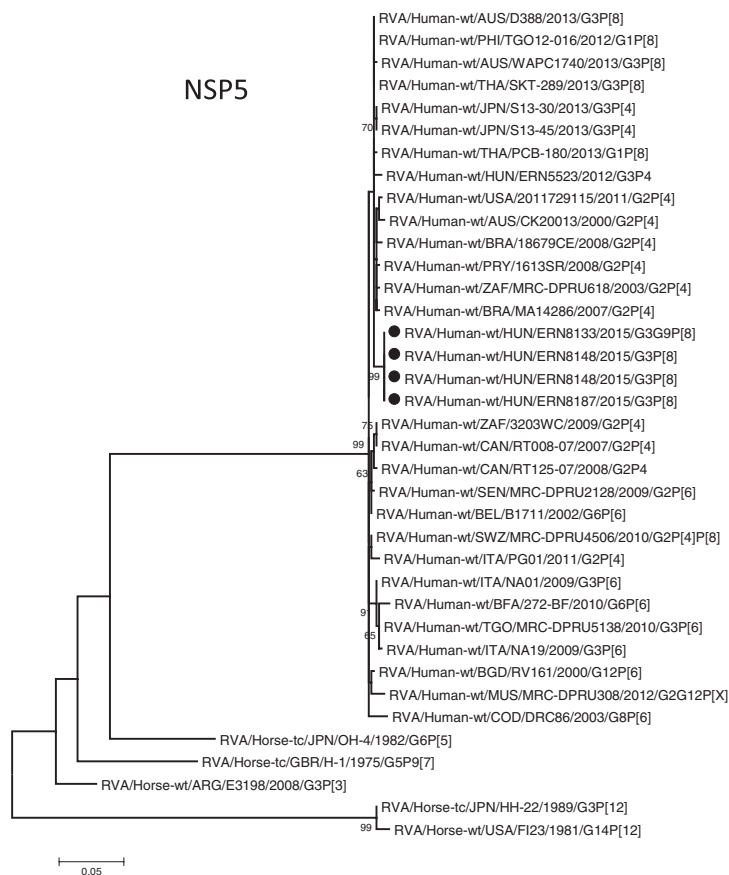 RVA/Human-wt/AUS/D388/2013/G3P[8]
RVA/Human-wt/PHI/TGO12-016/2012/G1P[8]
RVA/Human-wt/AUS/WAPC1740/2013/G3P[8]
NSP5
RVA/Human-wt/THA/SKT-289/2013/G3P[8]
RVA/Human-wt/JPN/S13-30/2013/G3P[4]
70
RVA/Human-wt/JPN/S13-45/2013/G3P[4]
RVA/Human-wt/THA/PCB-180/2013/G1P[8]
RVA/Human-wt/HUN/ERN5523/2012/G3P4
RVA/Human-wt/USA/2011729115/2011/G2P[4]
RVA/Human-wt/AUS/CK20013/2000/G2P[4]
RVA/Human-wt/BRA/18679CE/2008/G2P[4]
RVA/Human-wt/PRY/1613SR/2008/G2P[4]
RVA/Human-wt/ZAF/MRC-DPRU618/2003/G2P[4]
RVA/Human-wt/BRA/MA14286/2007/G2P[4]
RVA/Human-wt/HUN/ERN8133/2015/G3G9P[8]
RVA/Human-wt/HUN/ERN8148/2015/G3P[8]
99
RVA/Human-wt/HUN/ERN8148/2015/G3P[8]
RVA/Human-wt/HUN/ERN8187/2015/G3P[8]
RVA/Human-wt/ZAF/3203WC/2009/G2P[4]
99
RVA/Human-wt/CAN/RT008-07/2007/G2P[4]
RVA/Human-wt/CAN/RT125-07/2008/G2P4
63
RVA/Human-wt/SEN/MRC-DPRU2128/2009/G2P[6]
RVA/Human-wt/BEL/B1711/2002/G6P[6]
RVA/Human-wt/SWZ/MRC-DPRU4506/2010/G2P[4]P[8]
RVA/Human-wt/ITA/PG01/2011/G2P[4]
RVA/Human-wt/ITA/NA01/2009/G3P[6]
RVA/Human-wt/BFA/272-BF/2010/G6P[6]
RVA/Human-wt/TGO/MRC-DPRU5138/2010/G3P[6]
65
RVA/Human-wt/ITA/NA19/2009/G3P[6]
RVA/Human-wt/BGD/RV161/2000/G12P[6]
RVA/Human-wt/MUS/MRC-DPRU308/2012/G2G12P[X]
RVA/Human-wt/COD/DRC86/2003/G8P[6]
RVA/Horse-tc/JPN/OH-4/1982/G6P[5]
RVA/Horse-tc/GBR/H-1/1975/G5P9[7]
RVA/Horse-wt/ARG/E3198/2008/G3P[3]
RVA/Horse-tc/JPN/HH-22/1989/G3P[12]
99
RVA/Horse-wt/USA/FI23/1981/G14P[12]
0.05